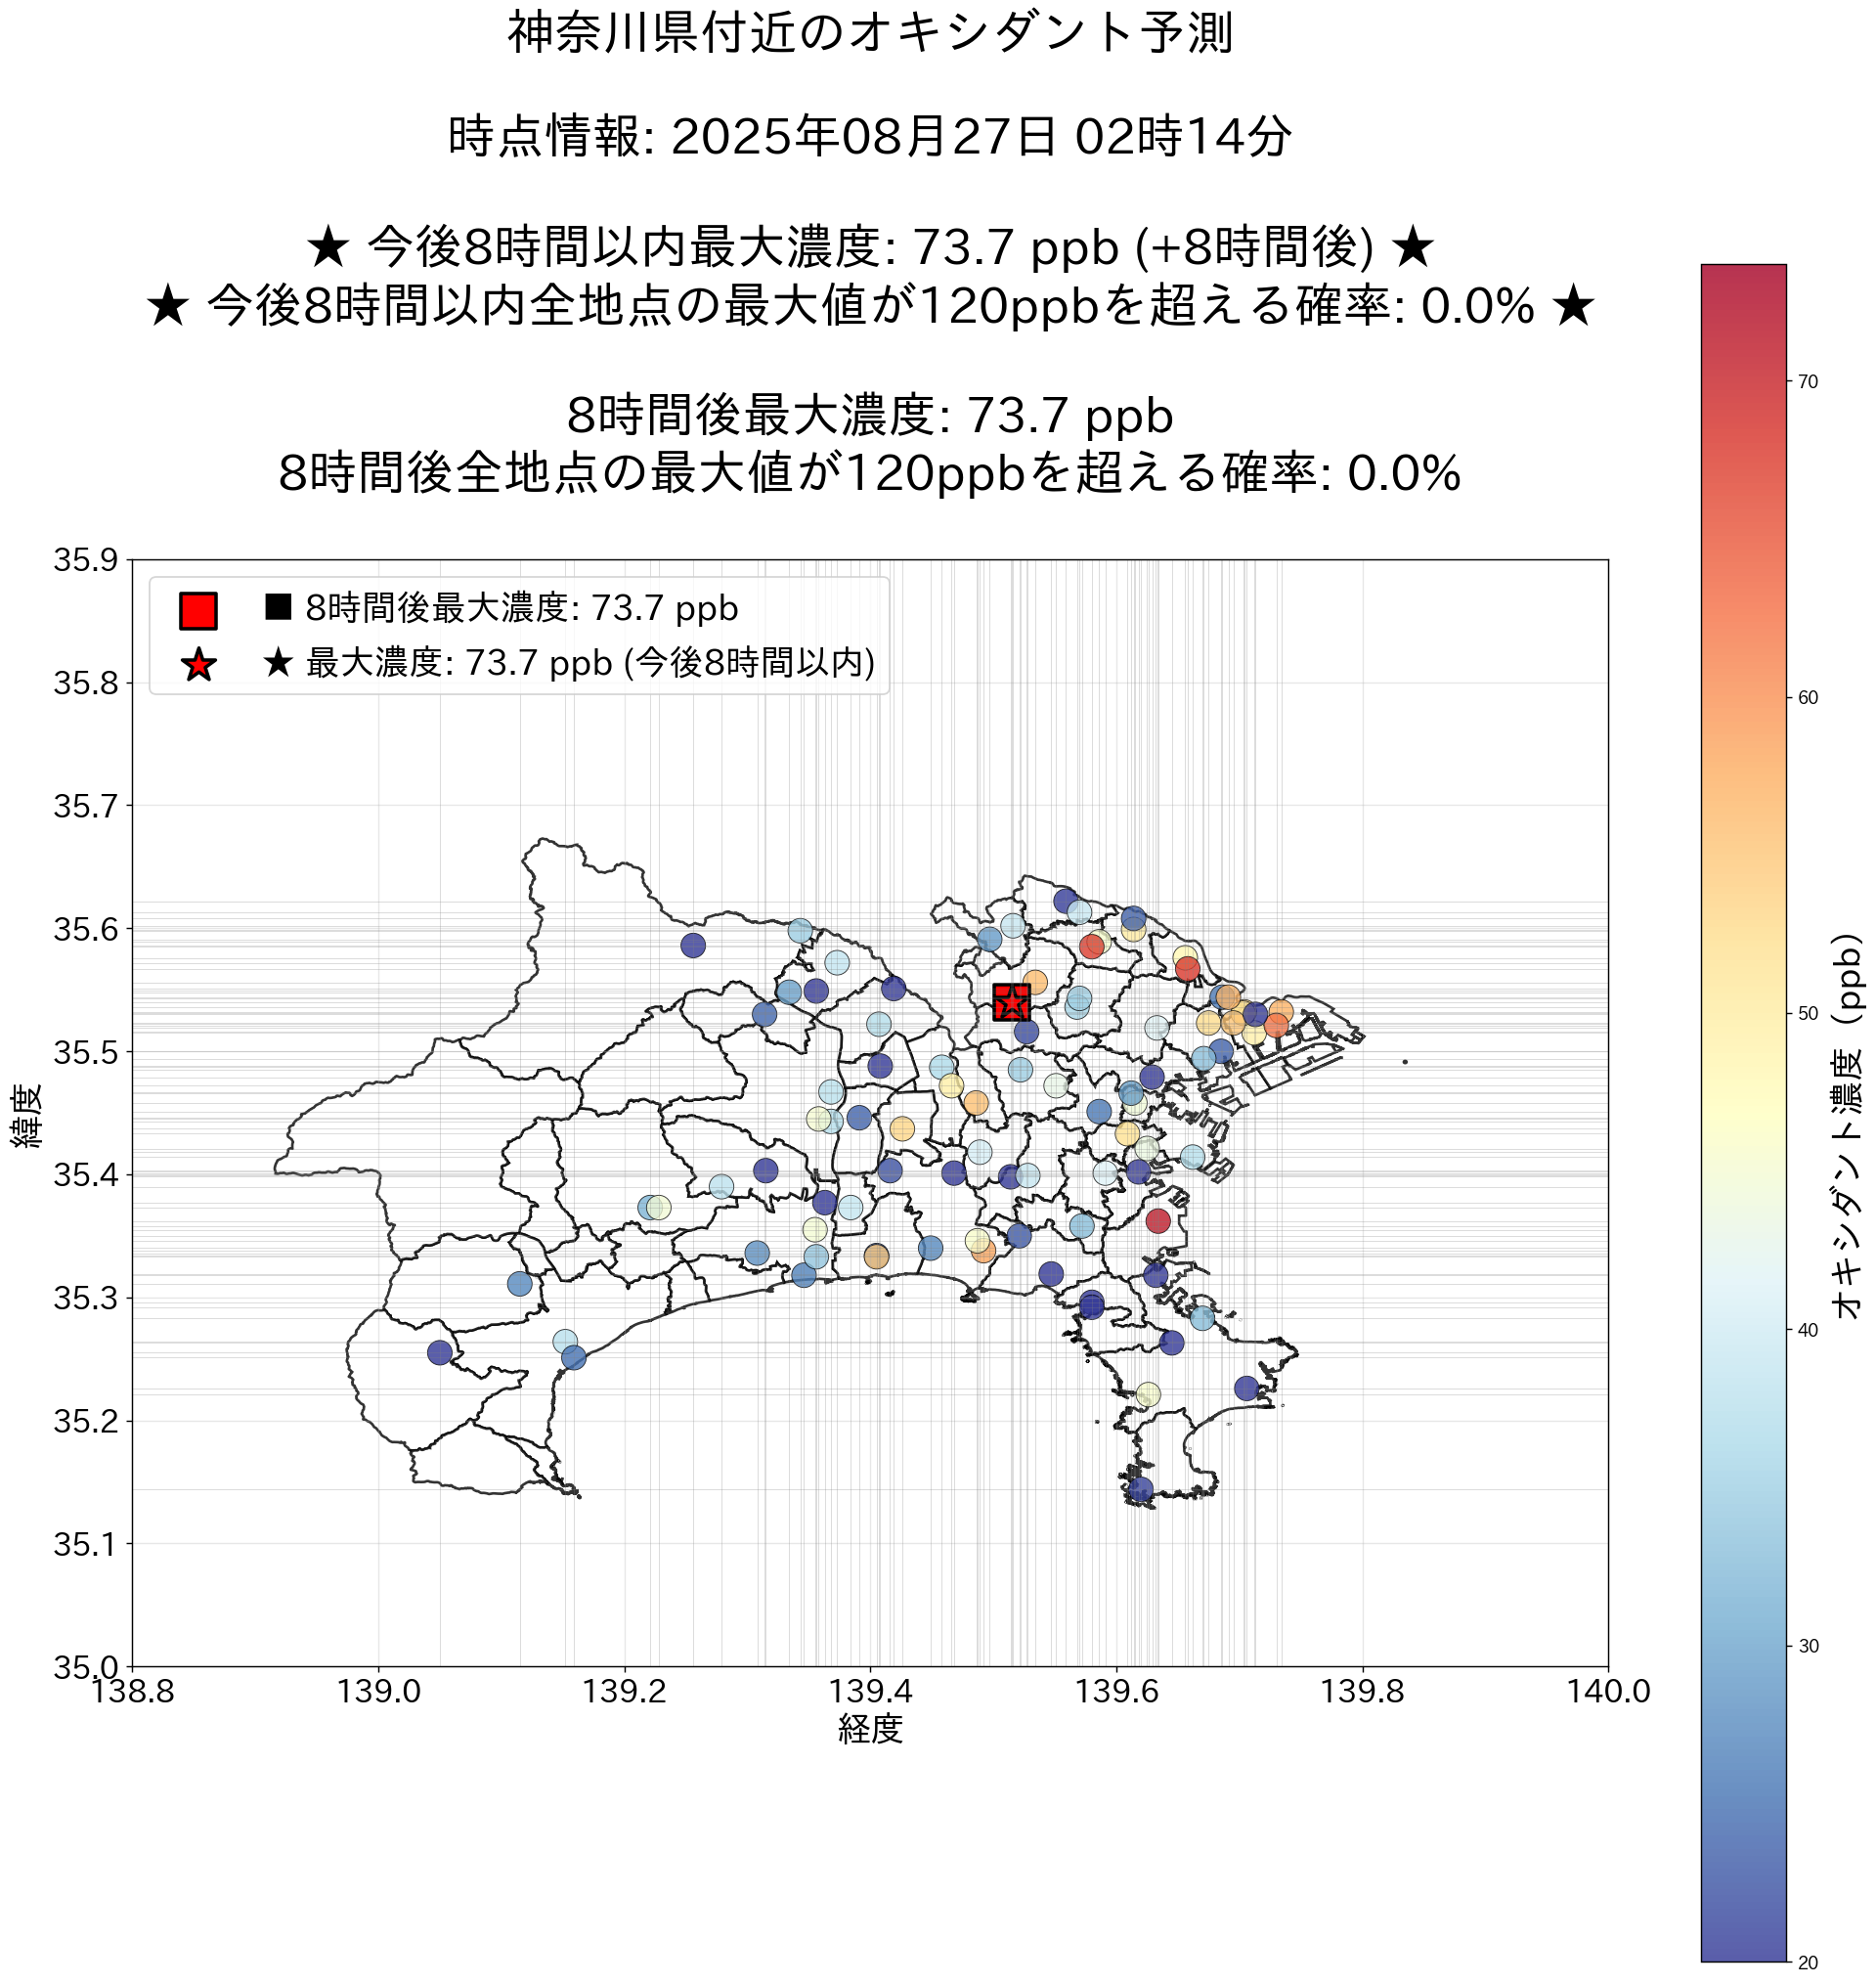 神奈川県付近のオキシダント予測
時点情報: 2025年08月27日 02時14分
★ 今後8時間以内最大濃度: 73.7 ppb (+8時間後) ★
★ 今後8時間以内全地点の最大値が120ppbを超える確率: 0.0% ★
8時間後最大濃度: 73.7 ppb
8時間後全地点の最大値が120ppbを超える確率: 0.0%
■ 8時間後最大濃度: 73.7 ppb
★ 最大濃度: 73.7 ppb (今後8時間以内)
35.9
35.8
35.7
35.6
35.5
35.4
35.3
35.2
35.1
35.0
緯度
138.8
139.0
139.2
139.4
139.6
139.8
140.0
経度
70
60
50
40
30
20
オキシダント濃度 (ppb)